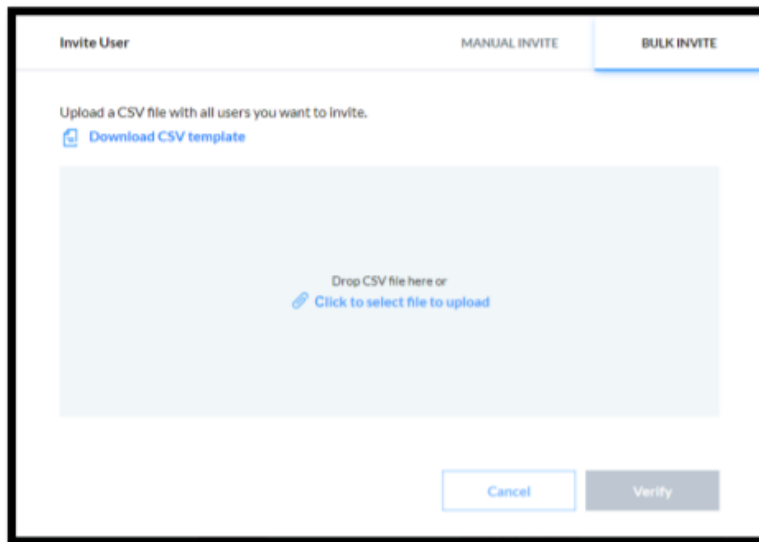 Invite User
MANUAL INVITE
BULK INVITE
Upload a CSV file with all users you want to invite.
Download CSV template
Drop CSV file here or
Click to select file to upload
Cancel
Verify